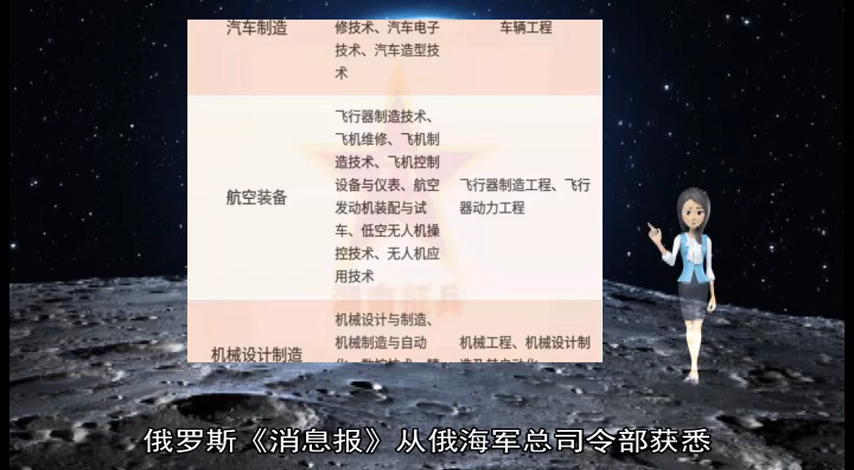 汽车制造
修技术、汽车电子
技术、汽车造型技
术
车辆工程
航空装备
飞行器制造技术、
飞机维修、飞机制
造技术、飞机控制
设备与仪表、航空
发动机装配与试
车、低空无人机操
控技术、无人机应
用技术
飞行器制造工程、飞行
器动力工程
机械设计制造
机械设计与制造、
机械制造与自动
机械工程、机械设计制
俄罗斯《消息报》从俄海军总司令部获悉